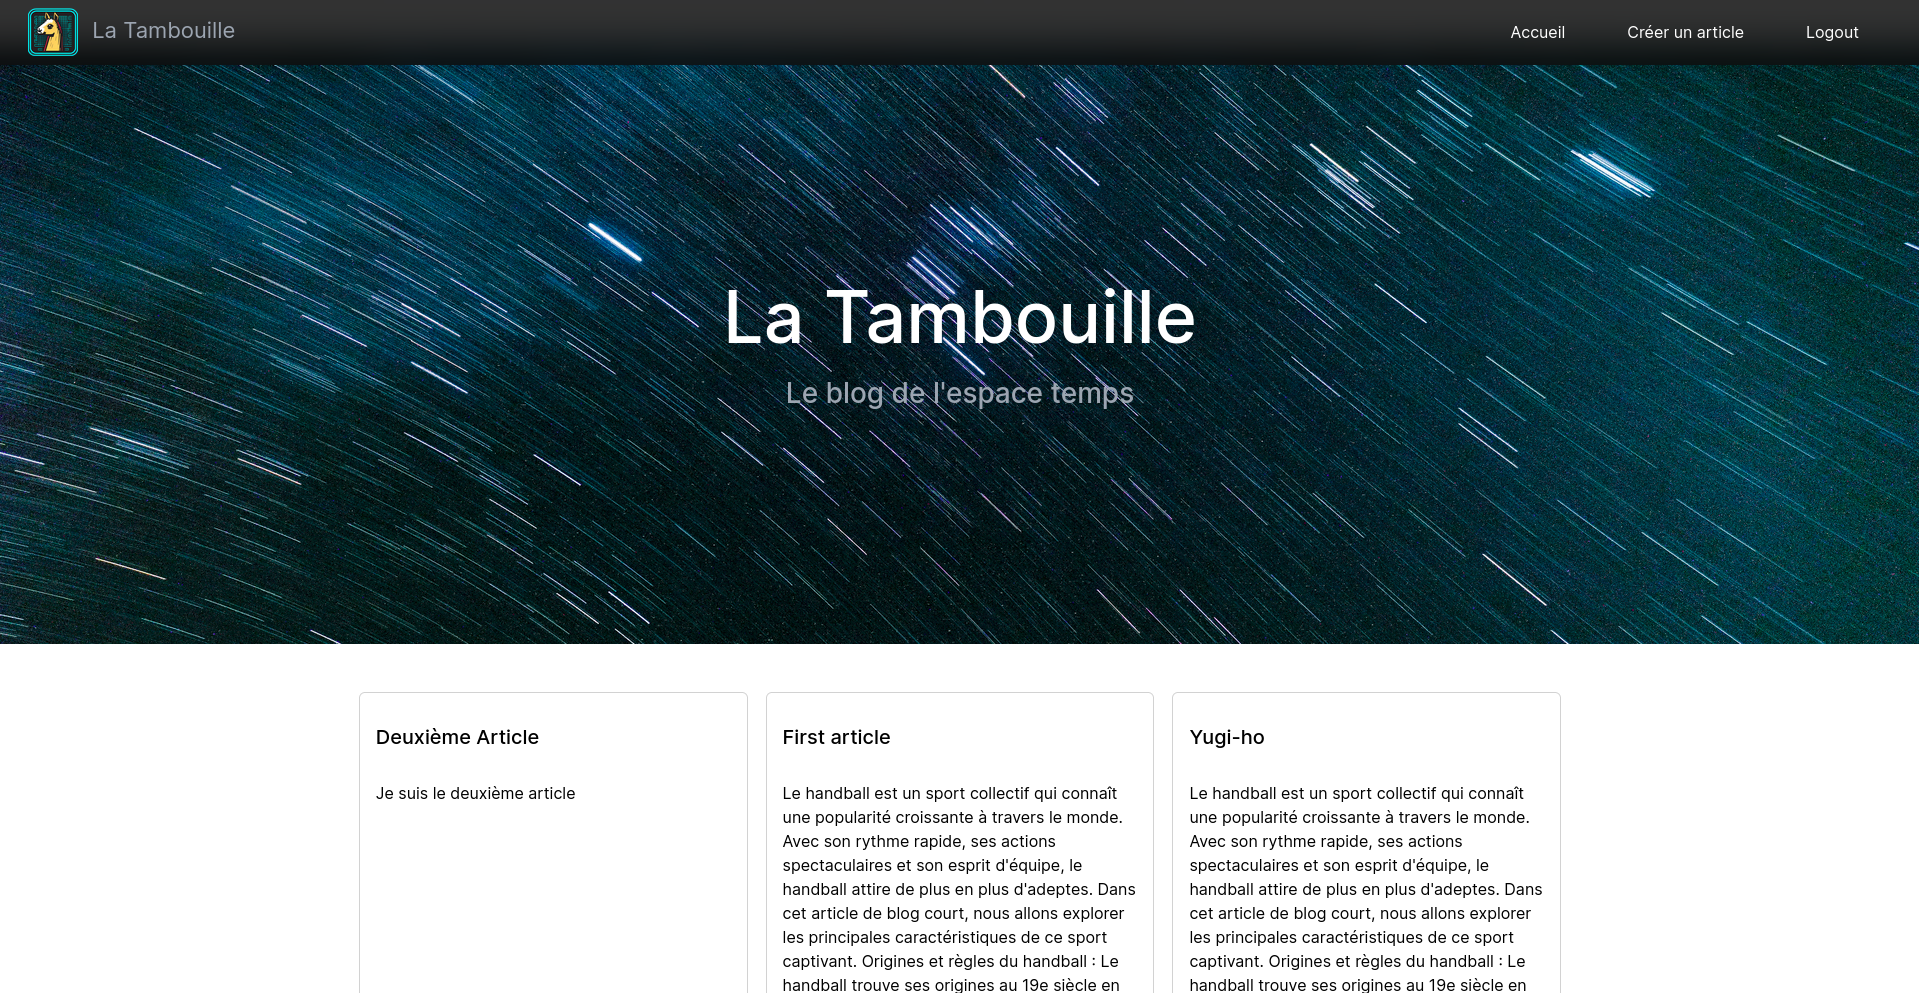 La Tambouille
Accueil
Créer un article
Logout
La Tambouille
Le blog de l'espace temps
Deuxième Article
Je suis le deuxième article
First article
Le handball est un sport collectif qui connaît
une popularité croissante à travers le monde.
Avec son rythme rapide, ses actions
spectaculaires et son esprit d'équipe, le
handball attire de plus en plus d'adeptes. Dans
cet article de blog court, nous allons explorer
les principales caractéristiques de ce sport
captivant. Origines et règles du handball : Le
handball trouve ses origines au 19e siècle en
Yugi-ho
Le handball est un sport collectif qui connaît
une popularité croissante à travers le monde.
Avec son rythme rapide, ses actions
spectaculaires et son esprit d'équipe, le
handball attire de plus en plus d'adeptes. Dans
cet article de blog court, nous allons explorer
les principales caractéristiques de ce sport
captivant. Origines et règles du handball : Le
handball trouve ses origines au 19e siècle en